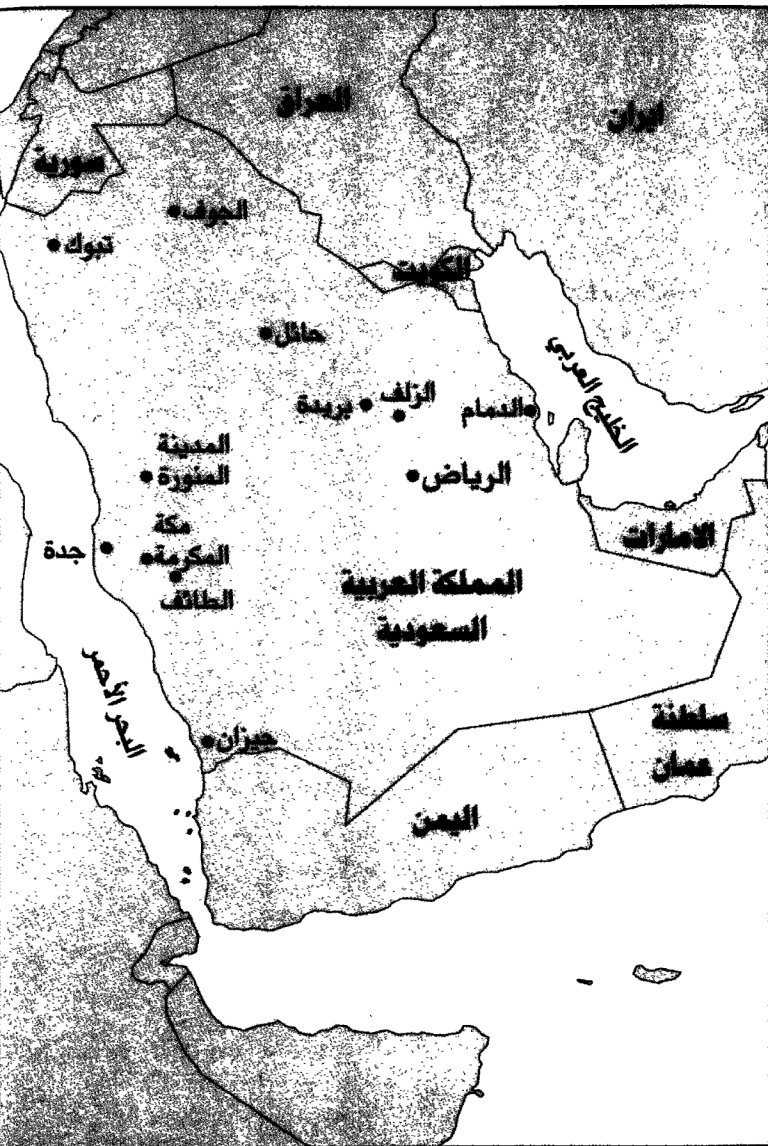 العراق
ايران
سورية
الجوف
تبوك
الكويت
حائل
الخليج العربي
الزلف
بريدة
الدمام
المدينة
المنورة
الرياض
مكة
المكرمة
جدة
الطائف
الامارات
المملكة العربية
السعودية
البحر الأحمر
جيزان
سلطنة
عمان
اليمن